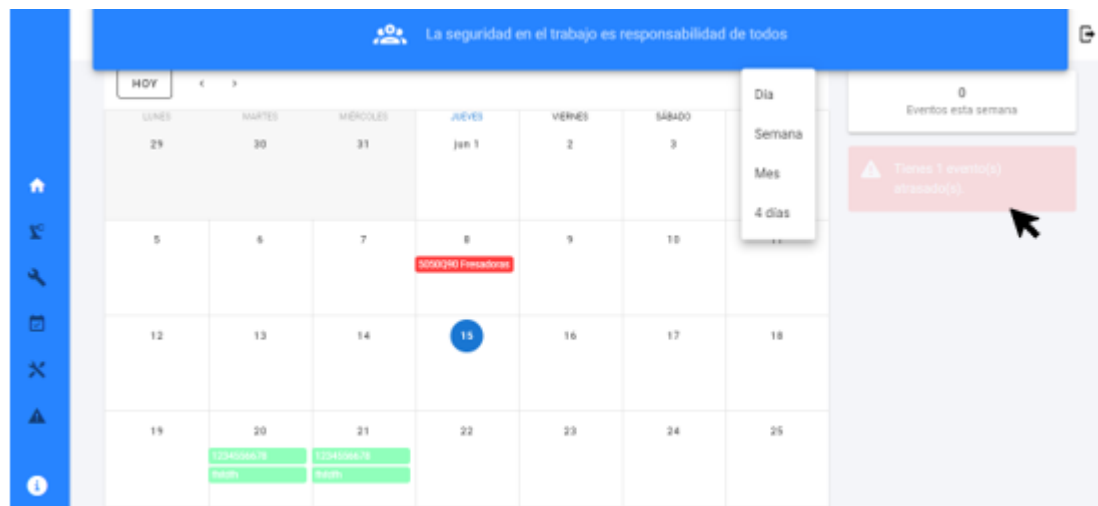 La seguridad en el trabajo es responsabilidad de todos
HOY
Día
Semana
Mes
4 días
0
Eventos esta semana
Tienes 1 evento(s)
atrasado(s).
LUNES MARTES MIÉRCOLES JUEVES VIERNES SÁBADO
29 30 31 jun 1 2 3
5 6 7 8 9 10 11
5050Q90 Fresadoras
12 13 14 15 16 17 18
19 20 21 22 23 24 25
1234556678 1234556678